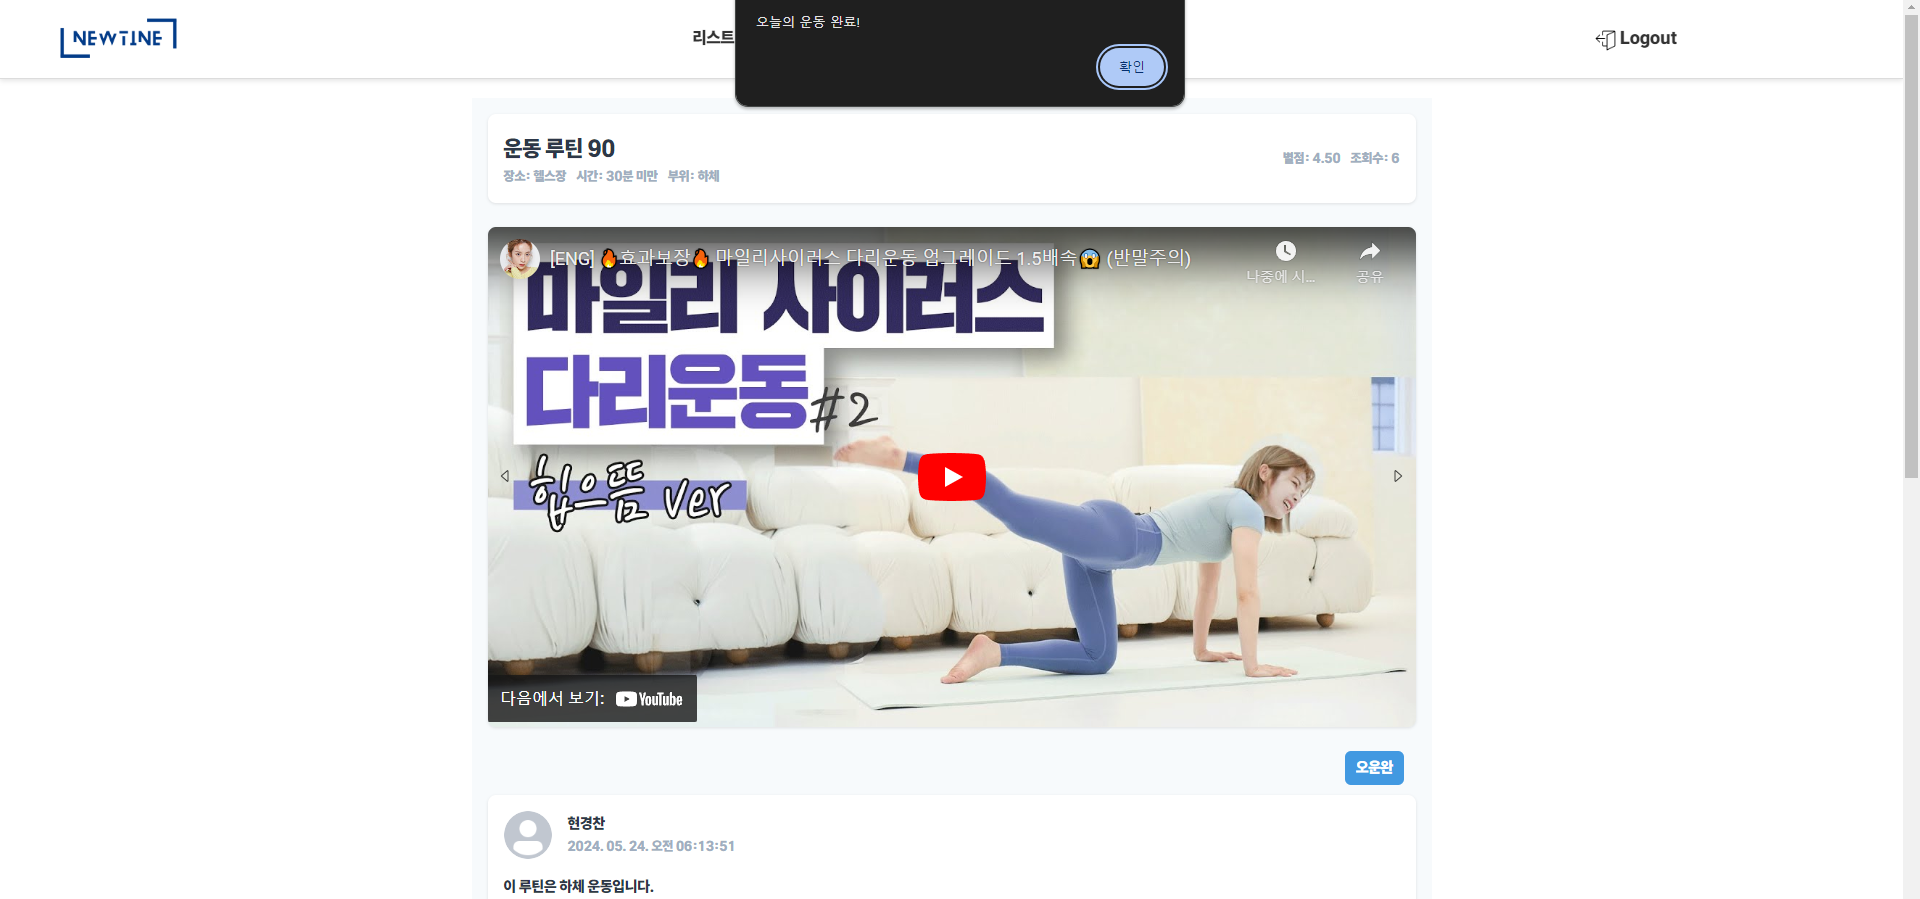 NEWTINE
리스트
오늘의 운동 완료!
확인
Logout
운동 루틴 90
장소: 헬스장 시간: 30분 미만 부위: 하체
별점: 4.50 조회수: 6
[ENG] 🔥효과보장🔥 마일리사이러스 다리운동 업그레이드 1.5배속😱 (반말주의)
나중에 시...
공유
마일리 사이러스
다리운동 #2
힙으뜸 ver
다음에서 보기: YouTube
오운완
현경찬
2024. 05. 24. 오전 06:13:51
이 루틴은 하체 운동입니다.